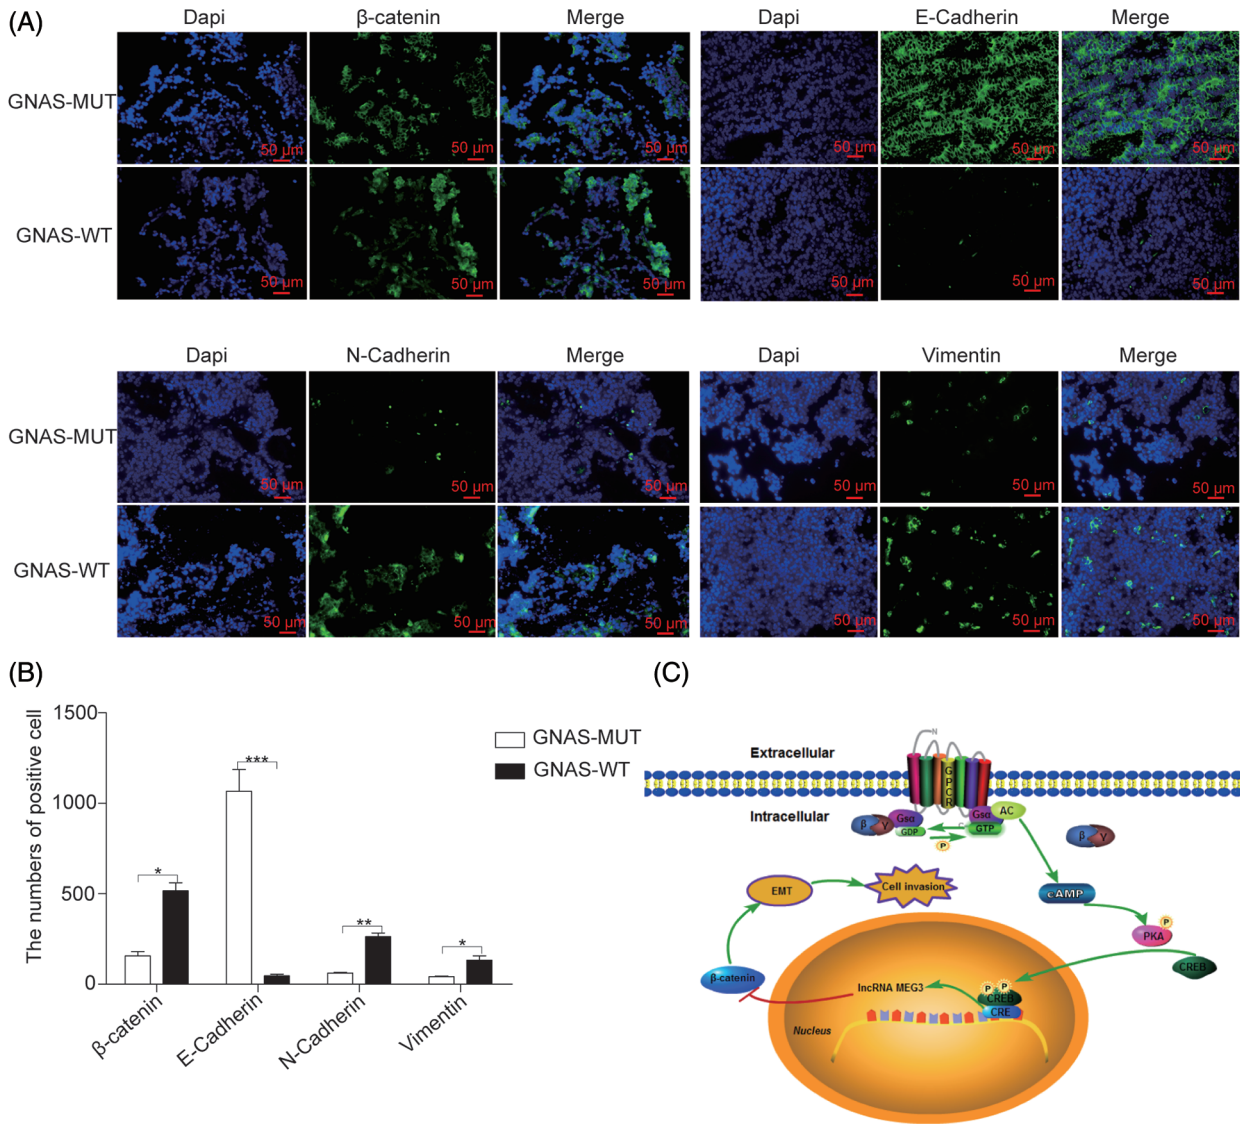 (A)
Dapi β-catenin Merge Dapi E-Cadherin Merge
GNAS-MUT
50 µm 50 µm 50 µm 50 µm 50 µm 50 µm
GNAS-WT
50 µm 50 µm 50 µm 50 µm 50 µm 50 µm
Dapi N-Cadherin Merge Dapi Vimentin Merge
GNAS-MUT
50 µm 50 µm 50 µm 50 µm 50 µm 50 µm
GNAS-WT
50 µm 50 µm 50 µm 50 µm 50 µm 50 µm
(B)
The numbers of positive cell
1500
1000
500
0
* *** ** *
GNAS-MUT
GNAS-WT
β-catenin E-Cadherin N-Cadherin Vimentin
(C)
Extracellular
Intracellular
N
GPCR
C
β γ Gsα GDP
Gsα AC GTP
P
β γ
cAMP
P
PKA
CREB
EMT
Cell invasion
β-catenin
lncRNA MEG3
P P
CREB
CRE
Nucleus